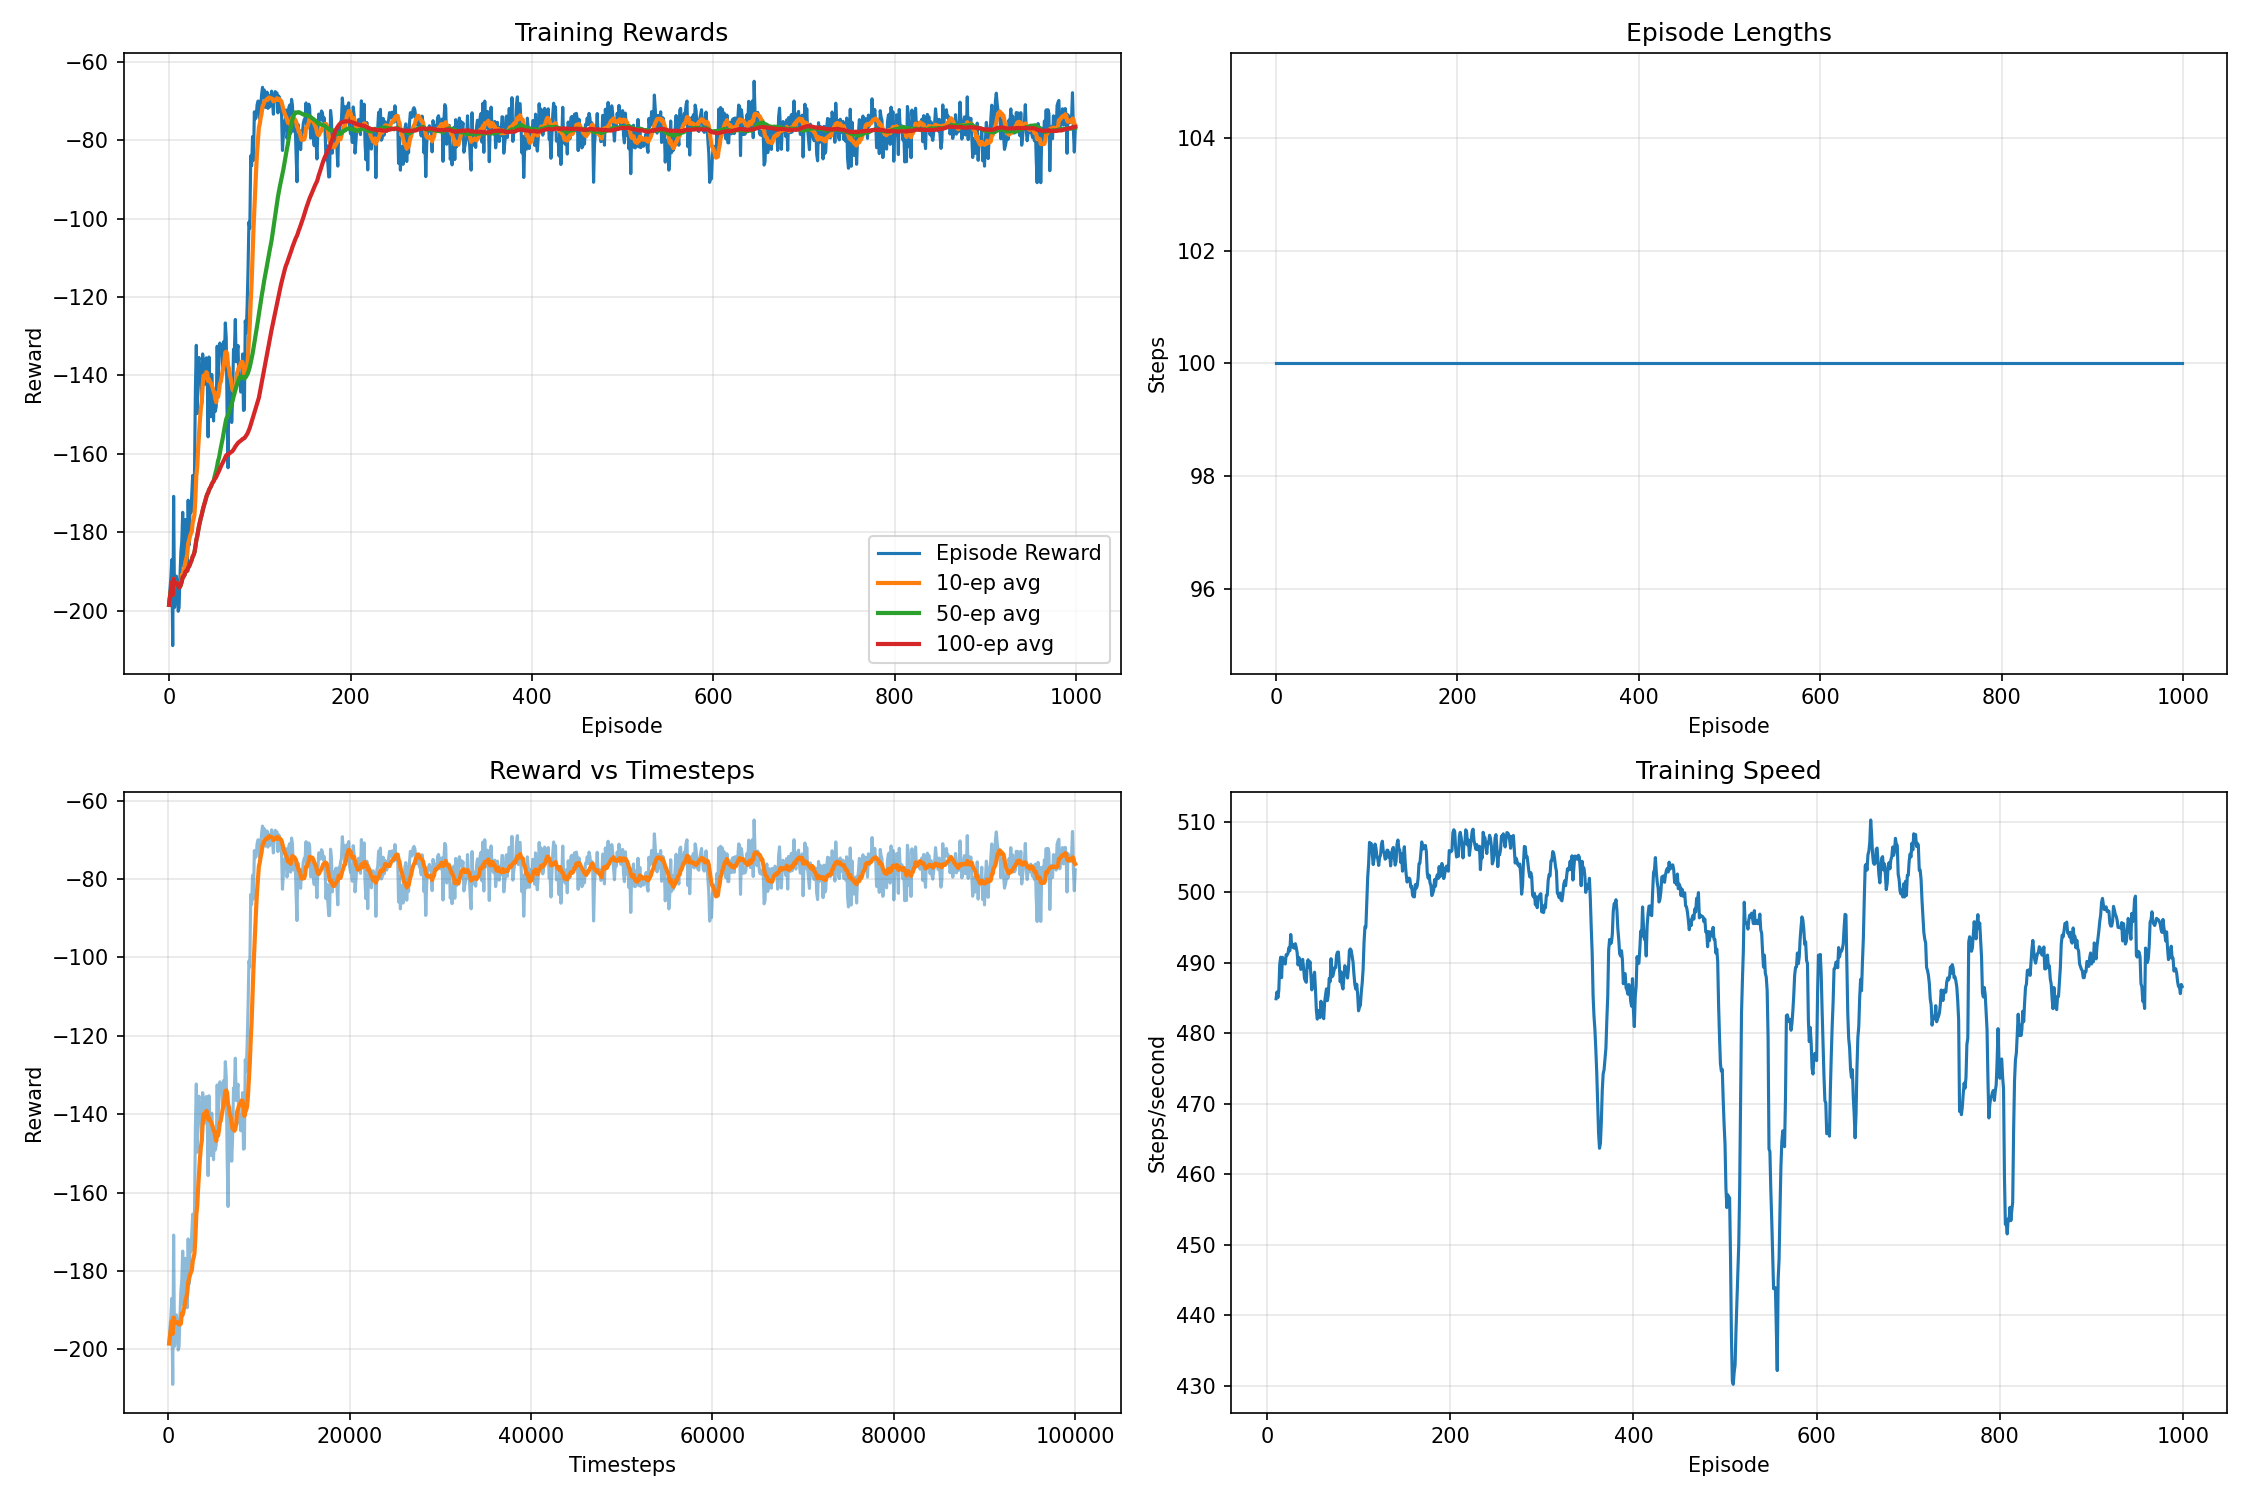 Training Rewards
−60
−80
−100
−120
−140
−160
−180
−200
Reward
Episode Reward
10-ep avg
50-ep avg
100-ep avg
0 200 400 600 800 1000
Episode
Episode Lengths
104
102
100
98
96
Steps
0 200 400 600 800 1000
Episode
Reward vs Timesteps
−60
−80
−100
−120
−140
−160
−180
−200
Reward
0 20000 40000 60000 80000 100000
Timesteps
Training Speed
510
500
490
480
470
460
450
440
430
Steps/second
0 200 400 600 800 1000
Episode